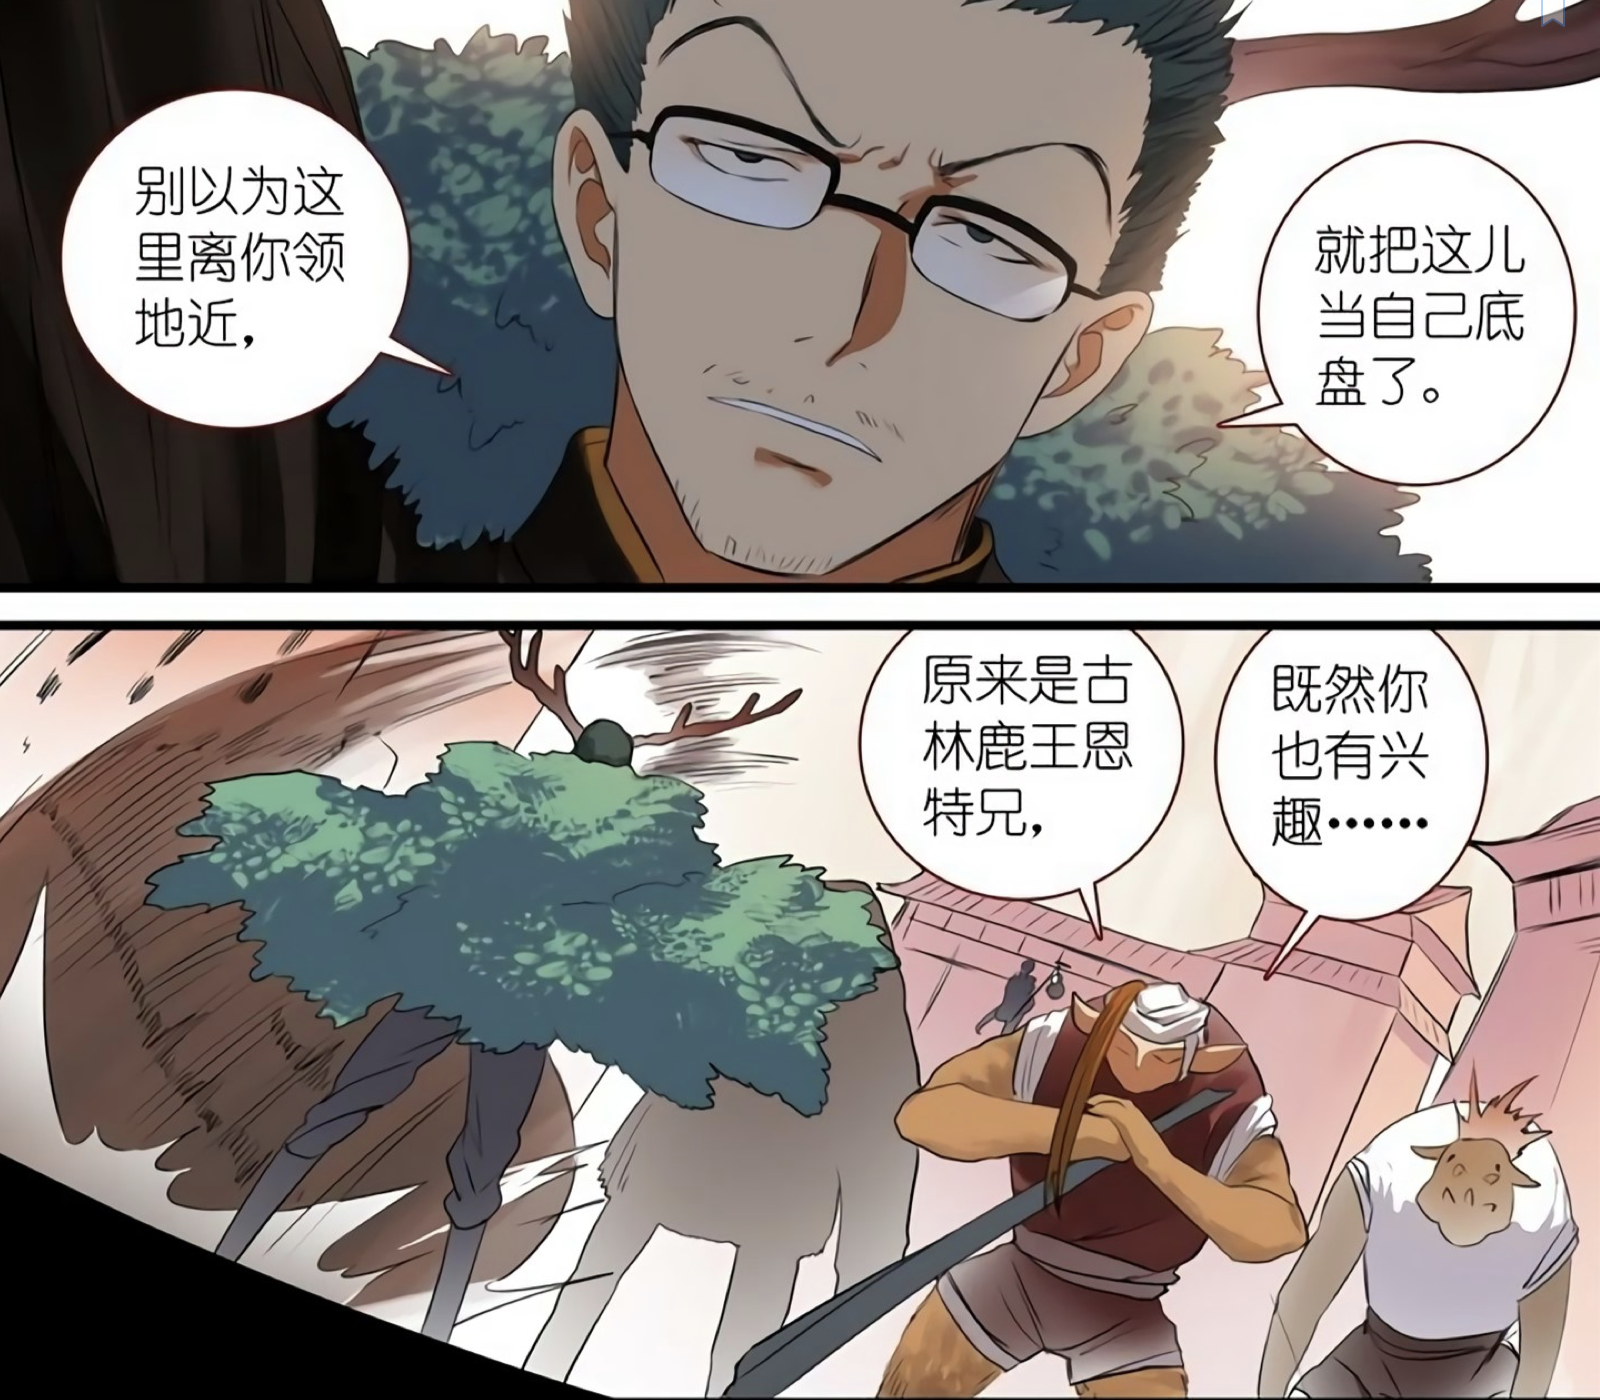 别以为这
里离你领
地近，
就把这儿
当自己底
盘了。
原来是古
林鹿王恩
特兄，
既然你
也有兴
趣……